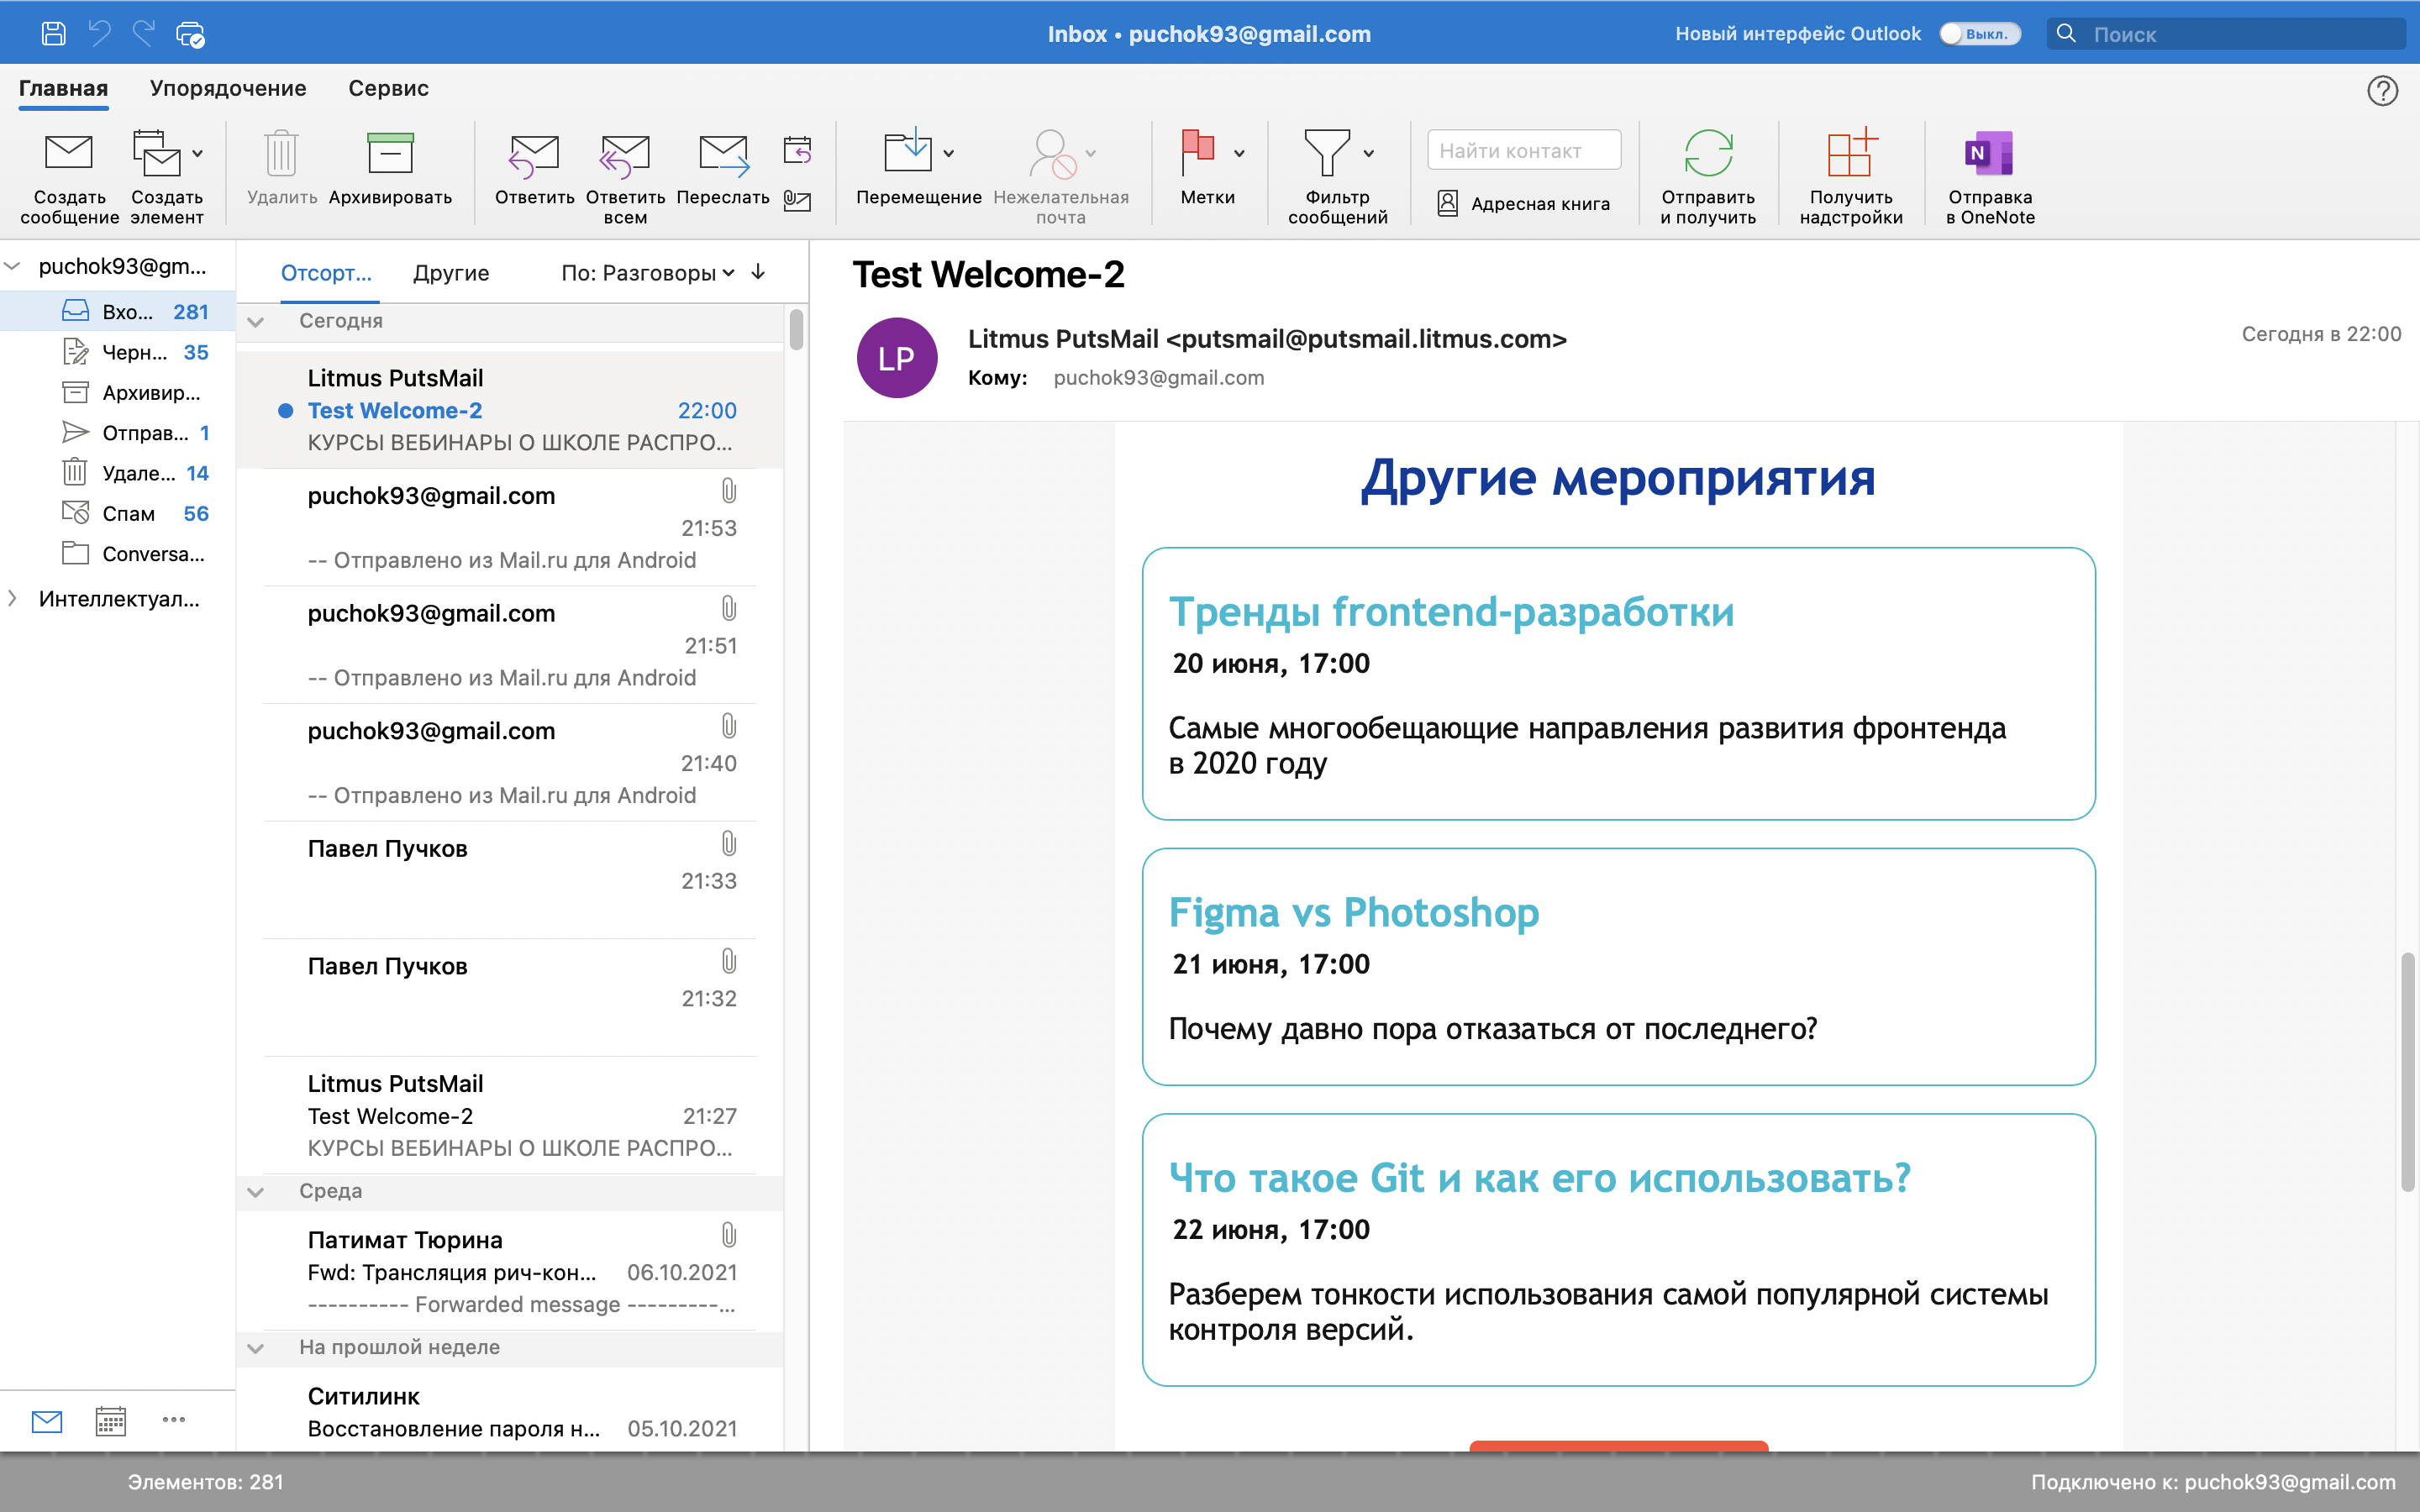 Inbox • puchok93@gmail.com
Новый интерфейс Outlook
Выкл.
Поиск
Главная
Упорядочение
Сервис
Создать сообщение
Создать элемент
Удалить
Архивировать
Ответить
Ответить всем
Переслать
Перемещение
Нежелательная почта
Метки
Фильтр сообщений
Найти контакт
Адресная книга
Отправить и получить
Получить надстройки
N
Отправка в OneNote
puchok93@gm...
Вхо... 281
Черн... 35
Архивир...
Отправ... 1
Удале... 14
Спам 56
Conversa...
Интеллектуал...
Отсорт...
Другие
По: Разговоры
Сегодня
Litmus PutsMail
Test Welcome-2 22:00
КУРСЫ ВЕБИНАРЫ О ШКОЛЕ РАСПРО...
puchok93@gmail.com
21:53
-- Отправлено из Mail.ru для Android
puchok93@gmail.com
21:51
-- Отправлено из Mail.ru для Android
puchok93@gmail.com
21:40
-- Отправлено из Mail.ru для Android
Павел Пучков
21:33
Павел Пучков
21:32
Litmus PutsMail
Test Welcome-2 21:27
КУРСЫ ВЕБИНАРЫ О ШКОЛЕ РАСПРО...
Среда
Патимат Тюрина
Fwd: Трансляция рич-кон... 06.10.2021
---------- Forwarded message ---------...
На прошлой неделе
Ситилинк
Восстановление пароля н... 05.10.2021
Test Welcome-2
LP
Litmus PutsMail <putsmail@putsmail.litmus.com>
Сегодня в 22:00
Кому: puchok93@gmail.com
Другие мероприятия
Тренды frontend-разработки
20 июня, 17:00
Самые многообещающие направления развития фронтенда
в 2020 году
Figma vs Photoshop
21 июня, 17:00
Почему давно пора отказаться от последнего?
Что такое Git и как его использовать?
22 июня, 17:00
Разберем тонкости использования самой популярной системы
контроля версий.
Элементов: 281
Подключено к: puchok93@gmail.com